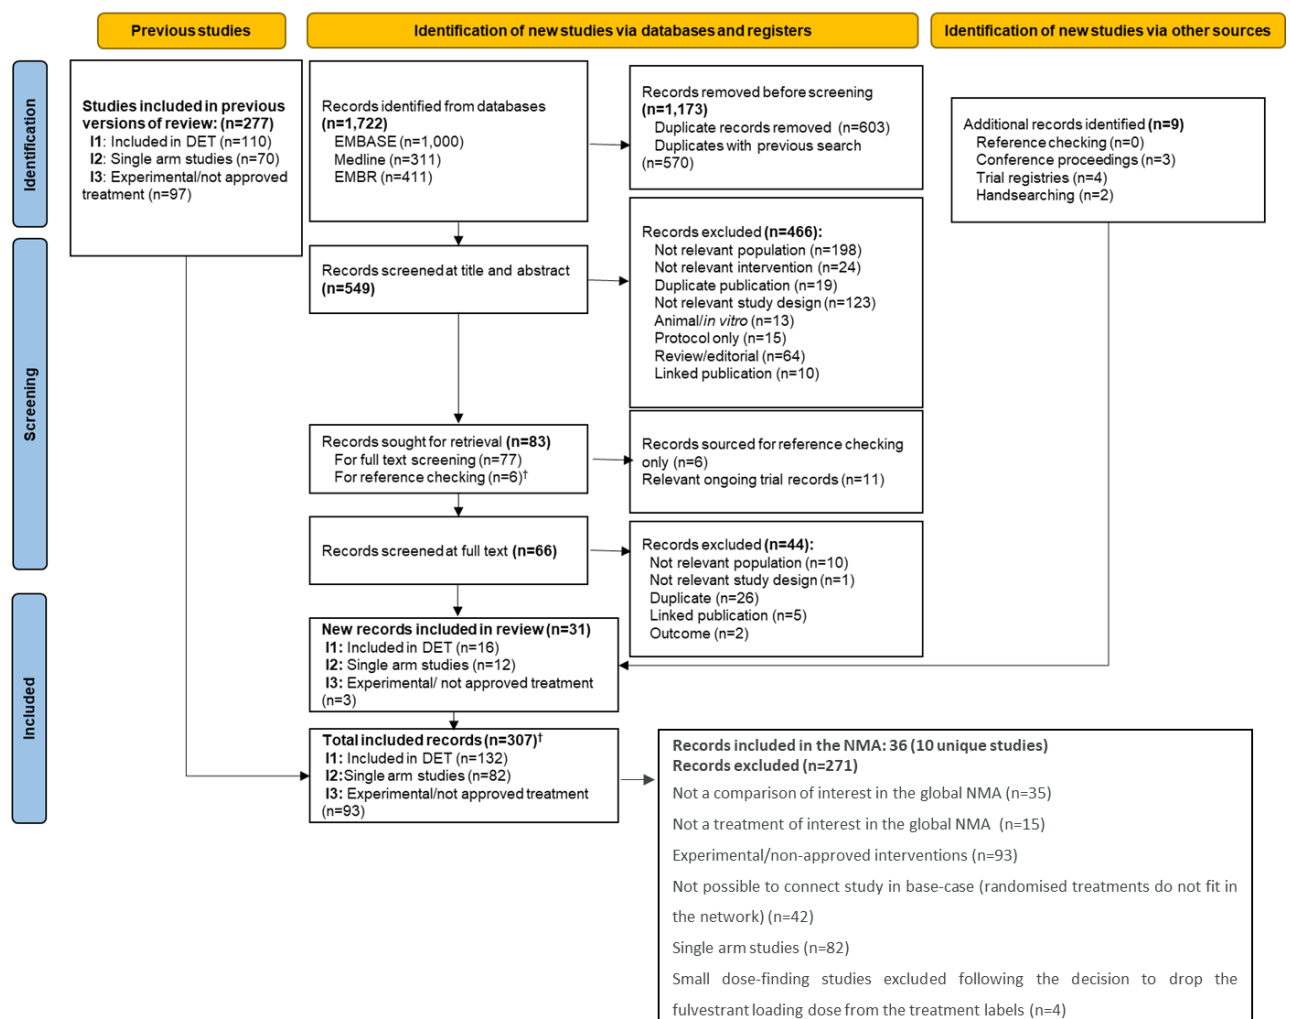 Previous studies
Identification of new studies via databases and registers
Identification of new studies via other sources
Identification
Screening
Included
Studies included in previous
versions of review: (n=277)
I1: Included in DET (n=110)
I2: Single arm studies (n=70)
I3: Experimental/not approved
treatment (n=97)
Records identified from databases
(n=1,722)
EMBASE (n=1,000)
Medline (n=311)
EMBR (n=411)
Records removed before screening
(n=1,173)
Duplicate records removed (n=603)
Duplicates with previous search
(n=570)
Additional records identified (n=9)
Reference checking (n=0)
Conference proceedings (n=3)
Trial registries (n=4)
Handsearching (n=2)
Records screened at title and abstract
(n=549)
Records excluded (n=466):
Not relevant population (n=198)
Not relevant intervention (n=24)
Duplicate publication (n=19)
Not relevant study design (n=123)
Animal/in vitro (n=13)
Protocol only (n=15)
Review/editorial (n=64)
Linked publication (n=10)
Records sought for retrieval (n=83)
For full text screening (n=77)
For reference checking (n=6)†
Records sourced for reference checking
only (n=6)
Relevant ongoing trial records (n=11)
Records screened at full text (n=66)
Records excluded (n=44):
Not relevant population (n=10)
Not relevant study design (n=1)
Duplicate (n=26)
Linked publication (n=5)
Outcome (n=2)
New records included in review (n=31)
I1: Included in DET (n=16)
I2: Single arm studies (n=12)
I3: Experimental/ not approved treatment
(n=3)
Total included records (n=307)†
I1: Included in DET (n=132)
I2:Single arm studies (n=82)
I3: Experimental/not approved treatment
(n=93)
Records included in the NMA: 36 (10 unique studies)
Records excluded (n=271)
Not a comparison of interest in the global NMA (n=35)
Not a treatment of interest in the global NMA (n=15)
Experimental/non-approved interventions (n=93)
Not possible to connect study in base-case (randomised treatments do not fit in
the network) (n=42)
Single arm studies (n=82)
Small dose-finding studies excluded following the decision to drop the
fulvestrant loading dose from the treatment labels (n=4)